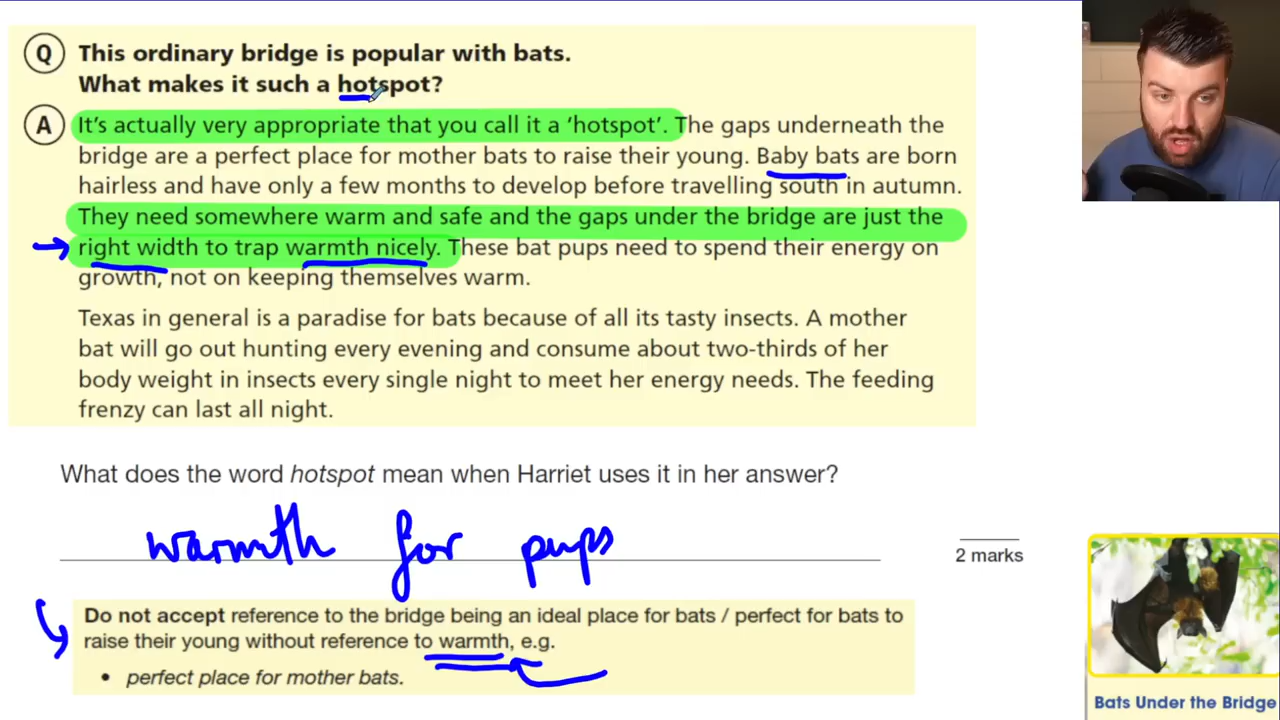 Q This ordinary bridge is popular with bats.
What makes it such a hotspot?
A It's actually very appropriate that you call it a ‘hotspot’. The gaps underneath the
bridge are a perfect place for mother bats to raise their young. Baby bats are born
hairless and have only a few months to develop before travelling south in autumn.
They need somewhere warm and safe and the gaps under the bridge are just the
right width to trap warmth nicely. These bat pups need to spend their energy on
growth, not on keeping themselves warm.
Texas in general is a paradise for bats because of all its tasty insects. A mother
bat will go out hunting every evening and consume about two-thirds of her
body weight in insects every single night to meet her energy needs. The feeding
frenzy can last all night.
What does the word hotspot mean when Harriet uses it in her answer?
warmth for pups
2 marks
Do not accept reference to the bridge being an ideal place for bats / perfect for bats to
raise their young without reference to warmth, e.g.
• perfect place for mother bats.
Bats Under the Bridge